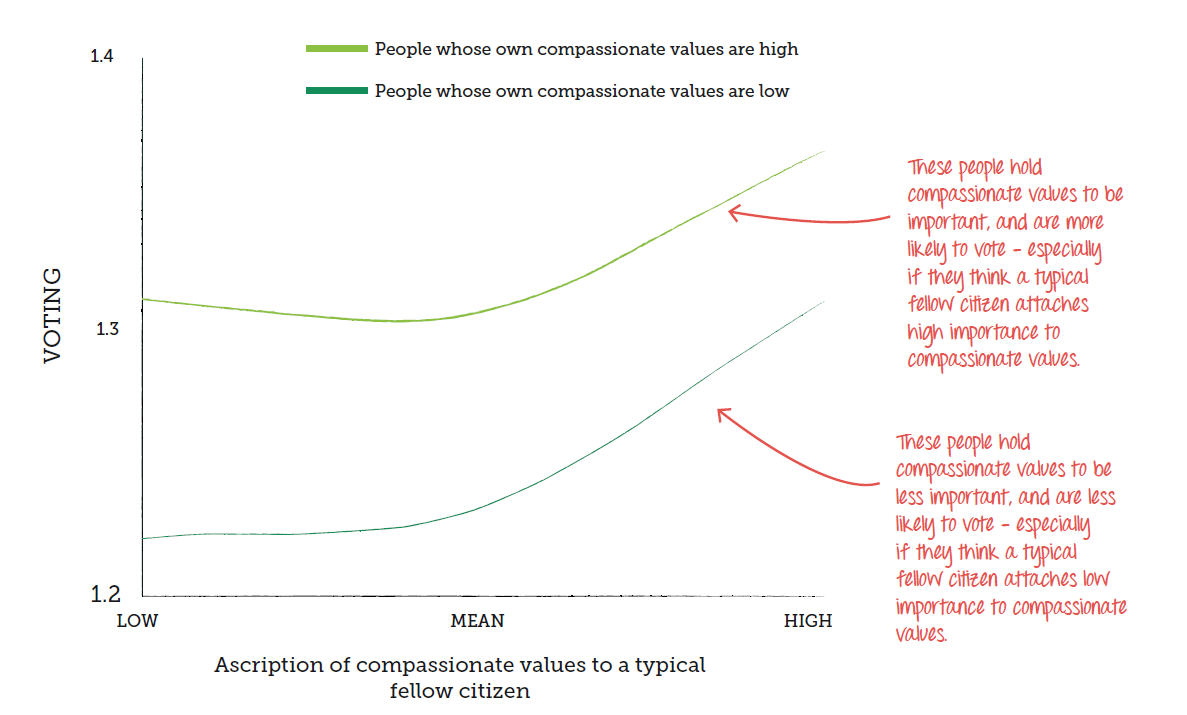 1.4
People whose own compassionate values are high
People whose own compassionate values are low
These people hold
compassionate values to be
important, and are more
likely to vote - especially
if they think a typical
fellow citizen attaches
high importance to
compassionate values.
VOTING
1.3
These people hold
compassionate values to be
less important, and are less
likely to vote - especially
if they think a typical
fellow citizen attaches low
importance to compassionate
values.
1.2
LOW
MEAN
HIGH
Ascription of compassionate values to a typical
fellow citizen